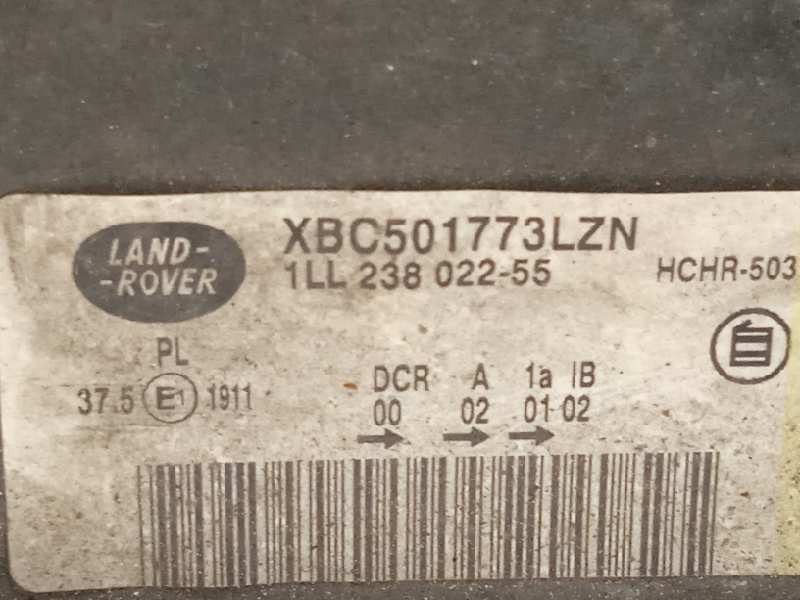 LAND-
-ROVER
XBC501773LZN
1LL 238 022-55
HCHR-503
PL
37.5 E1 1911
DCR A 1a IB
00 02 01 02
自